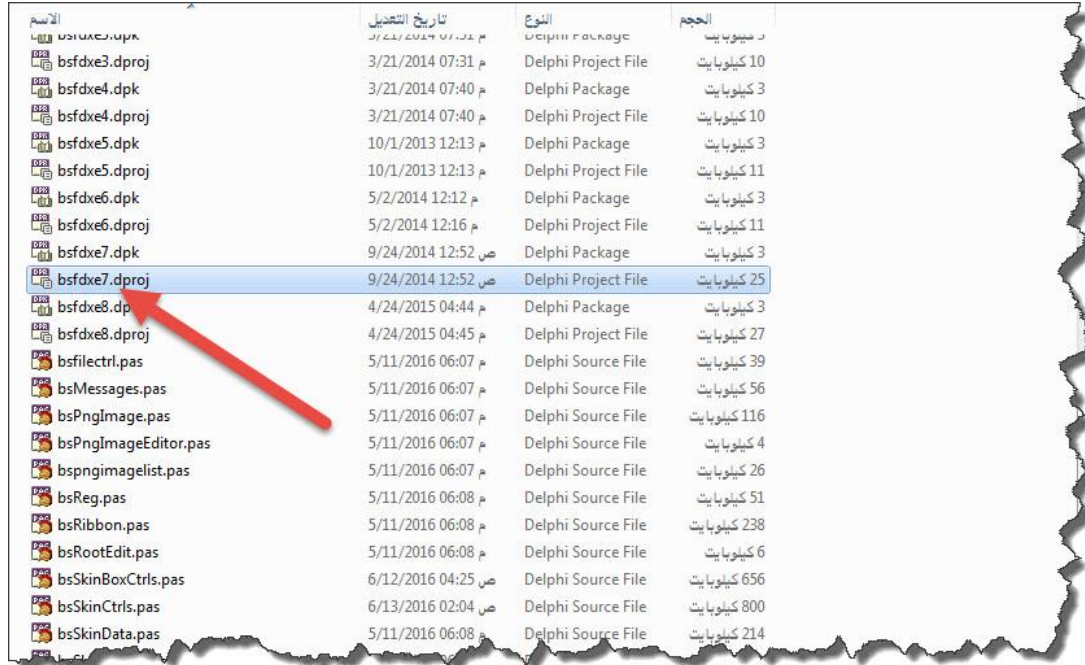 الاسم تاريخ التعديل النوع الحجم
bsfdxe3.dpk 3/21/2014 07:31 م Delphi Package 3 كيلوبايت
bsfdxe3.dproj 3/21/2014 07:31 م Delphi Project File 10 كيلوبايت
bsfdxe4.dpk 3/21/2014 07:40 م Delphi Package 3 كيلوبايت
bsfdxe4.dproj 3/21/2014 07:40 م Delphi Project File 10 كيلوبايت
bsfdxe5.dpk 10/1/2013 12:13 م Delphi Package 3 كيلوبايت
bsfdxe5.dproj 10/1/2013 12:13 م Delphi Project File 11 كيلوبايت
bsfdxe6.dpk 5/2/2014 12:12 م Delphi Package 3 كيلوبايت
bsfdxe6.dproj 5/2/2014 12:16 م Delphi Project File 11 كيلوبايت
bsfdxe7.dpk 9/24/2014 12:52 ص Delphi Package 3 كيلوبايت
bsfdxe7.dproj 9/24/2014 12:52 ص Delphi Project File 25 كيلوبايت
bsfdxe8.dp 4/24/2015 04:44 م Delphi Package 3 كيلوبايت
bsfdxe8.dproj 4/24/2015 04:45 م Delphi Project File 27 كيلوبايت
bsfilectrl.pas 5/11/2016 06:07 م Delphi Source File 39 كيلوبايت
bsMessages.pas 5/11/2016 06:07 م Delphi Source File 56 كيلوبايت
bsPngImage.pas 5/11/2016 06:07 م Delphi Source File 116 كيلوبايت
bsPngImageEditor.pas 5/11/2016 06:07 م Delphi Source File 4 كيلوبايت
bspngimagelist.pas 5/11/2016 06:07 م Delphi Source File 26 كيلوبايت
bsReg.pas 5/11/2016 06:08 م Delphi Source File 51 كيلوبايت
bsRibbon.pas 5/11/2016 06:08 م Delphi Source File 238 كيلوبايت
bsRootEdit.pas 5/11/2016 06:08 م Delphi Source File 6 كيلوبايت
bsSkinBoxCtrls.pas 6/12/2016 04:25 ص Delphi Source File 656 كيلوبايت
bsSkinCtrls.pas 6/13/2016 02:04 ص Delphi Source File 800 كيلوبايت
bsSkinData.pas 5/11/2016 06:08 م Delphi Source File 214 كيلوبايت